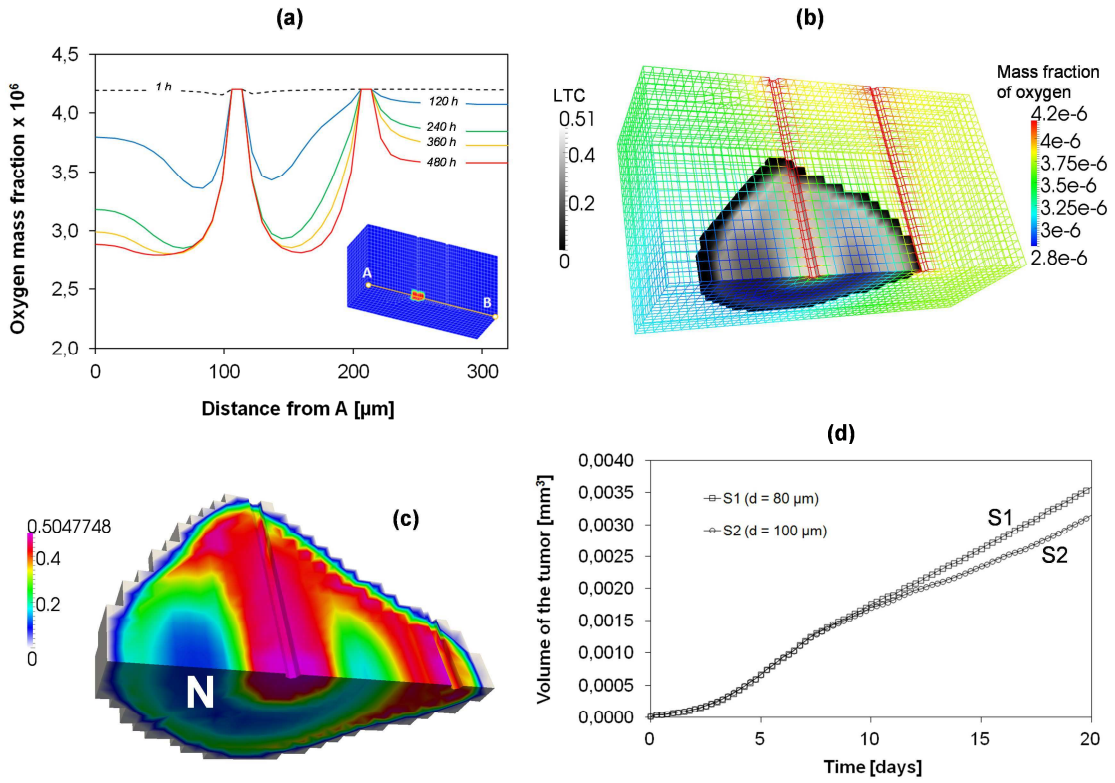 (a)
4,5
4,0
3,5
3,0
2,5
2,0
Oxygen mass fraction x 10⁶
1 h
120 h
240 h
360 h
480 h
A
B
0
100
200
300
Distance from A [µm]
(b)
LTC
0.51
0.4
0.2
0
Mass fraction
of oxygen
4.2e-6
4e-6
3.75e-6
3.5e-6
3.25e-6
3e-6
2.8e-6
(c)
0.5047748
0.4
0.2
0
N
(d)
0,0040
0,0035
0,0030
0,0025
0,0020
0,0015
0,0010
0,0005
0,0000
Volume of the tumor [mm³]
S1 (d = 80 µm)
S2 (d = 100 µm)
S1
S2
0
5
10
15
20
Time [days]